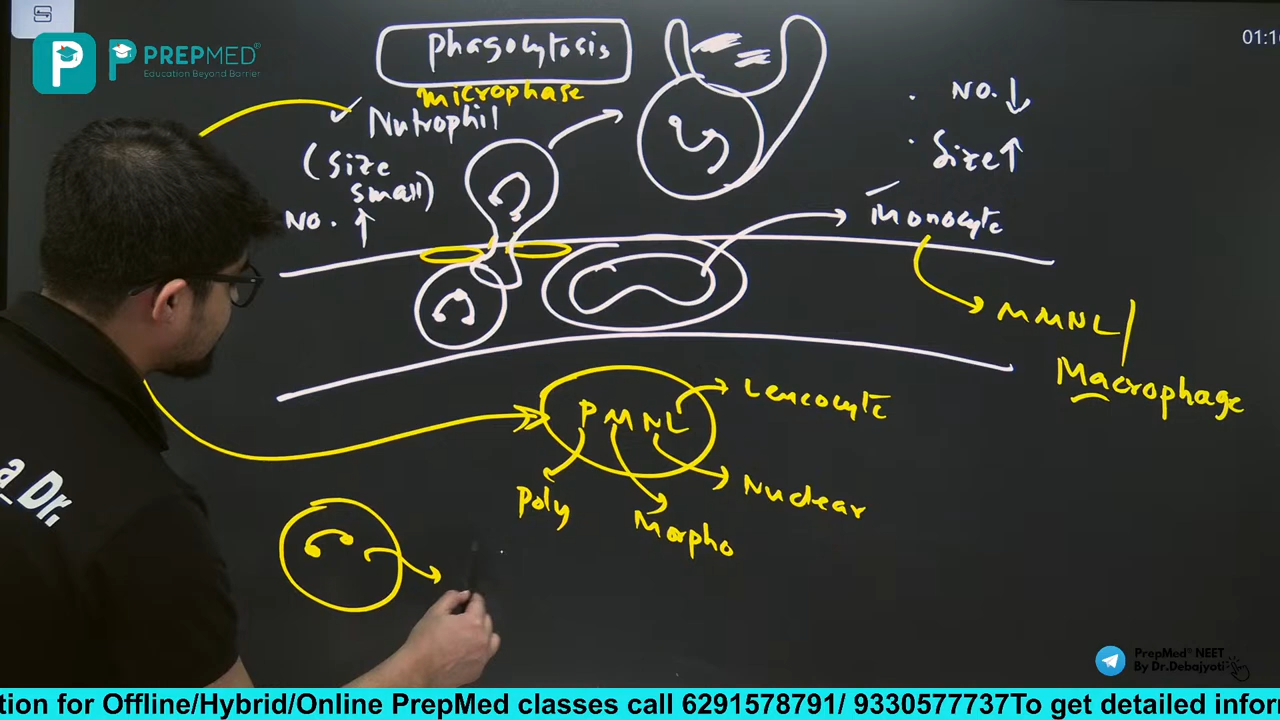 01:1
P PREPMED®
Education Beyond Barrier
phagocytosis
microphase
Nutrophil
(Size
small)
NO. ↑
. NO. ↓
. Size ↑
Monocyte
MMNL/
Macrophage
PMNL
Leucocyte
Nuclear
Poly
Morpho
a Dr.
PrepMed® NEET
By Dr.Debajyoti
tion for Offline/Hybrid/Online PrepMed classes call 6291578791/ 9330577737To get detailed infor